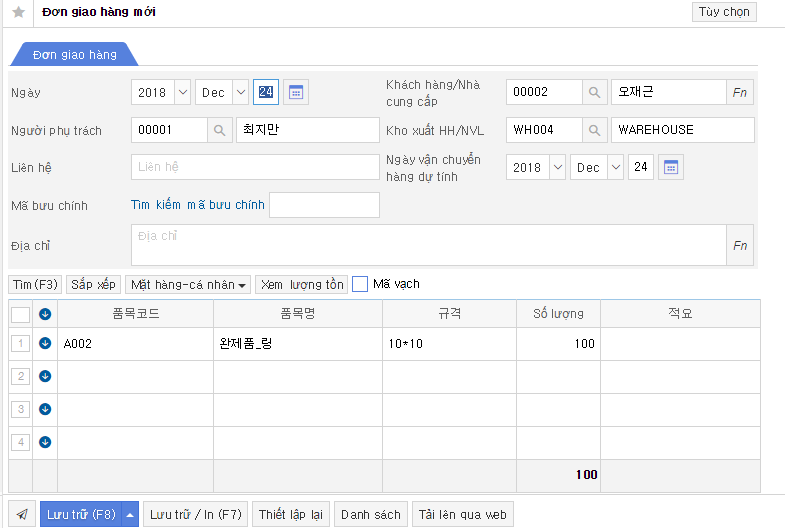 Đơn giao hàng mới
Tùy chọn
Đơn giao hàng
Ngày 2018 Dec 24
Khách hàng/Nhà cung cấp 00002 오재근 Fn
Người phụ trách 00001 최지만
Kho xuất HH/NVL WH004 WAREHOUSE
Liên hệ Liên hệ
Ngày vận chuyển hàng dự tính 2018 Dec 24
Mã bưu chính Tìm kiếm mã bưu chính
Địa chỉ Địa chỉ Fn
Tìm(F3) Sắp xếp Mặt hàng-cá nhân Xem lượng tồn Mã vạch
품목코드 품목명 규격 Số lượng 적요
1 A002 완제품_링 10*10 100
2
3
4
100
Lưu trữ (F8) Lưu trữ / In (F7) Thiết lập lại Danh sách Tải lên qua web